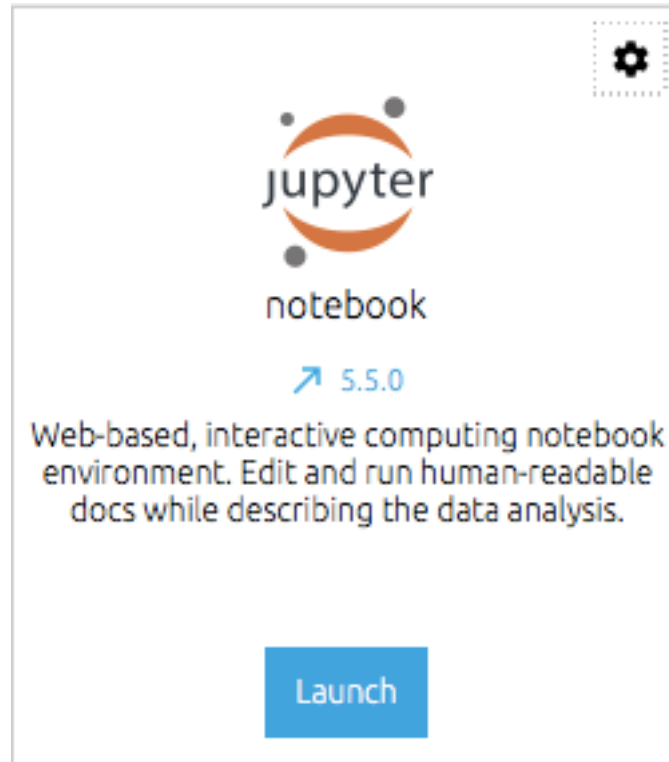 jupyter
notebook
5.5.0
Web-based, interactive computing notebook
environment. Edit and run human-readable
docs while describing the data analysis.
Launch